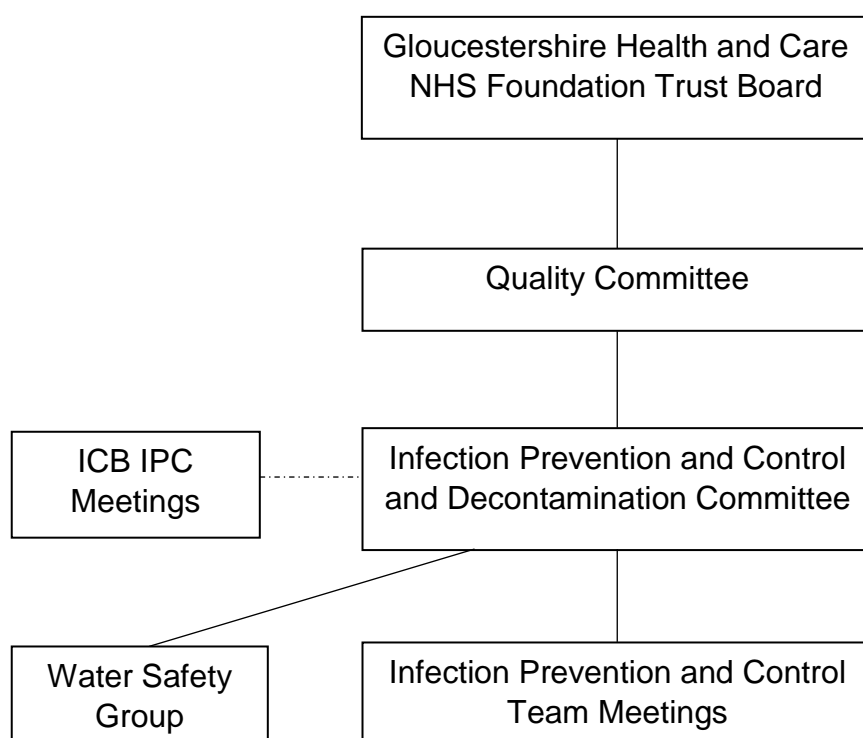 Gloucestershire Health and Care
NHS Foundation Trust Board
Quality Committee
ICB IPC
Meetings
Infection Prevention and Control
and Decontamination Committee
Water Safety
Group
Infection Prevention and Control
Team Meetings